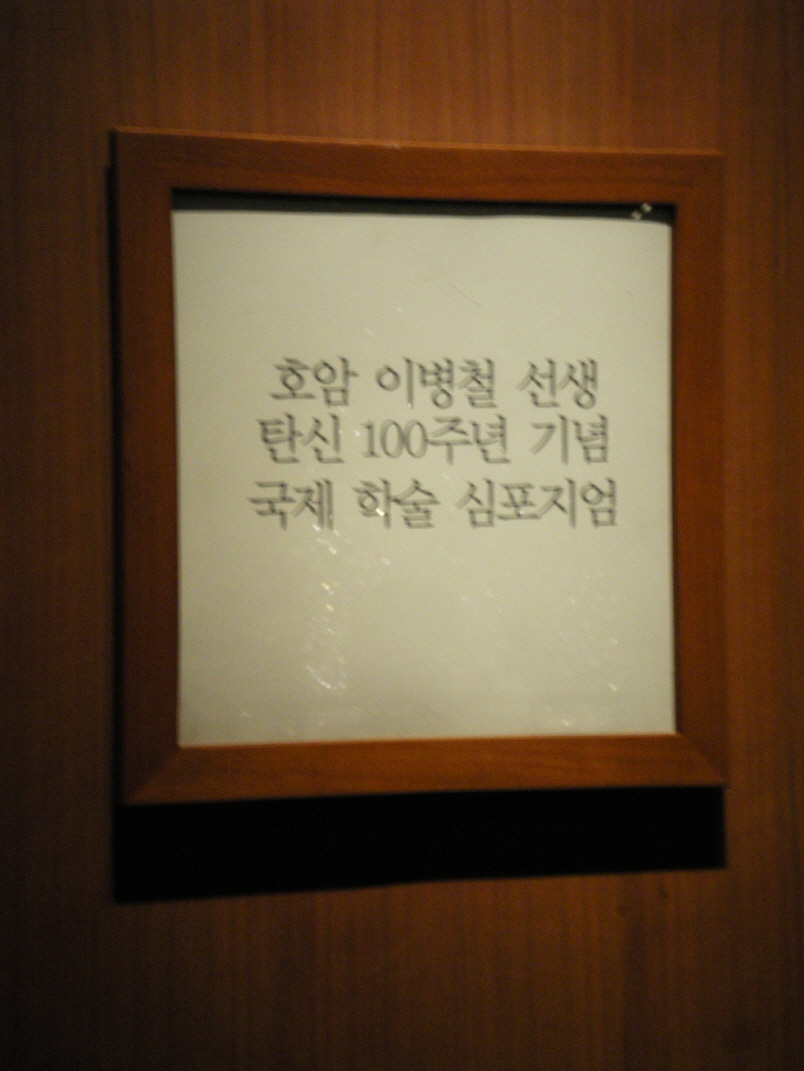 호암 이병철 선생
탄신 100주년 기념
국제 학술 심포지엄